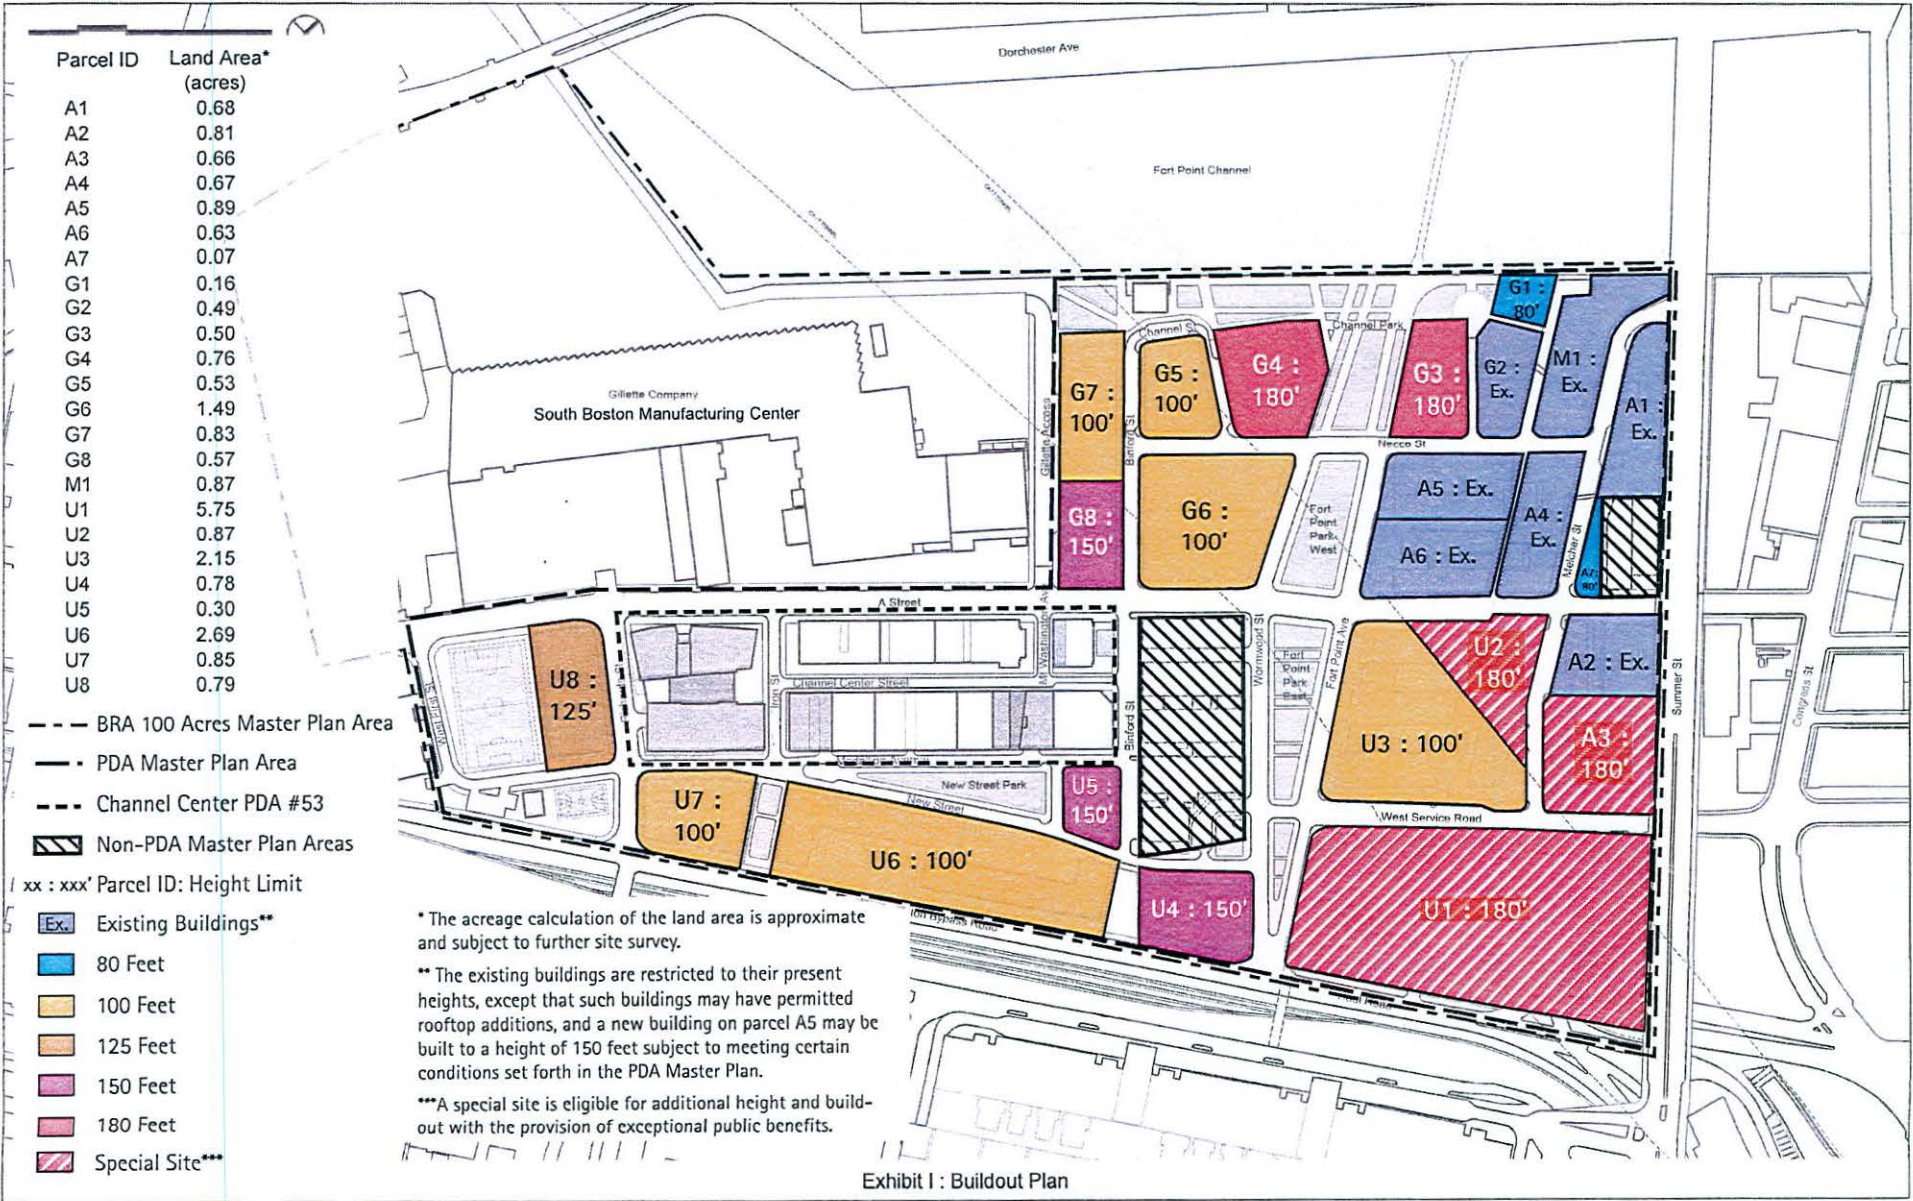 Parcel ID Land Area*
(acres)
A1 0.68
A2 0.81
A3 0.66
A4 0.67
A5 0.89
A6 0.63
A7 0.07
G1 0.16
G2 0.49
G3 0.50
G4 0.76
G5 0.53
G6 1.49
G7 0.83
G8 0.57
M1 0.87
U1 5.75
U2 0.87
U3 2.15
U4 0.78
U5 0.30
U6 2.69
U7 0.85
U8 0.79
BRA 100 Acres Master Plan Area
PDA Master Plan Area
Channel Center PDA #53
Non-PDA Master Plan Areas
xx : xxx' Parcel ID: Height Limit
Ex. Existing Buildings**
80 Feet
100 Feet
125 Feet
150 Feet
180 Feet
Special Site***
Dorchester Ave
Fort Point Channel
Gillette Company
South Boston Manufacturing Center
Gillette Access
Binford St
Channel St
Channel Park
Necco St
G1 :
80'
G7 :
100'
G5 :
100'
G4 :
180'
G3 :
180'
G2 :
Ex.
M1 :
Ex.
A1 :
Ex.
G8 :
150'
G6 :
100'
Fort
Point
Park
West
A5 : Ex.
A6 : Ex.
A4 :
Ex.
Melcher St
A7:
80'
A Street
Mt Washington Av
Iron St
Channel Center Street
Binford St
Wormwood St
Fort
Point
Park
East
Fort Point Ave
U8 :
125'
U2 :
180'
A2 : Ex.
U3 : 100'
A3 :
180'
Summer St
Congress St
New Street Park
New Street
U5 :
150'
U7 :
100'
U6 : 100'
West Service Road
U4 : 150'
U1 : 180'
Bypass Road
* The acreage calculation of the land area is approximate
and subject to further site survey.
** The existing buildings are restricted to their present
heights, except that such buildings may have permitted
rooftop additions, and a new building on parcel A5 may be
built to a height of 150 feet subject to meeting certain
conditions set forth in the PDA Master Plan.
***A special site is eligible for additional height and build-
out with the provision of exceptional public benefits.
Exhibit I : Buildout Plan